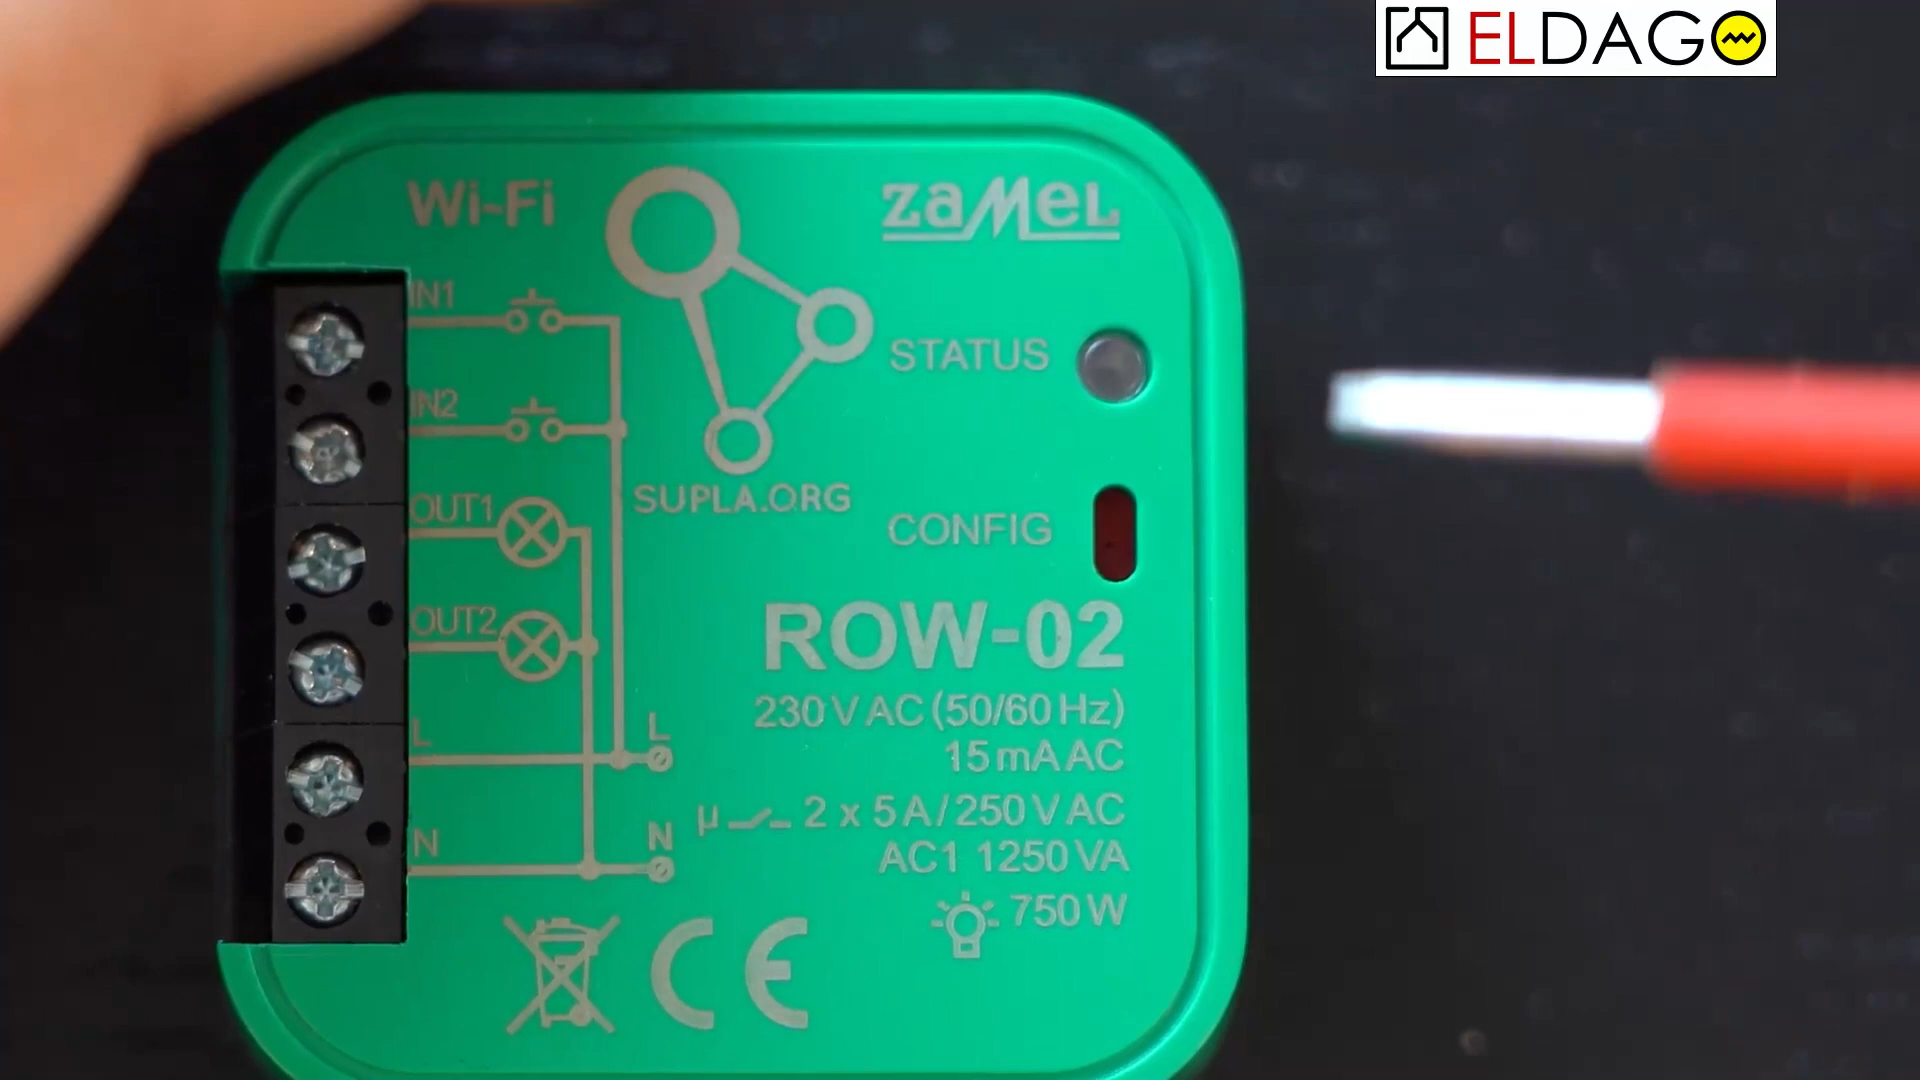 ELDAGO
Wi-Fi
ZAMEL
IN1
STATUS
IN2
SUPLA.ORG
OUT1
CONFIG
OUT2
ROW-02
230 V AC (50/60 Hz)
L
L
15 mA AC
µ 2 x 5 A / 250 V AC
N
N
AC1 1250 VA
750 W
CE